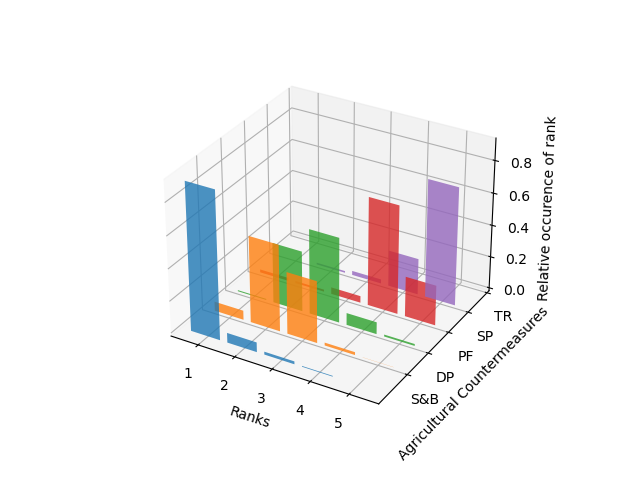 0.8
0.6
0.4
0.2
0.0
Relative occurence of rank
TR
SP
PF
DP
S&B
Agricultural Countermeasures
1
2
3
4
5
Ranks